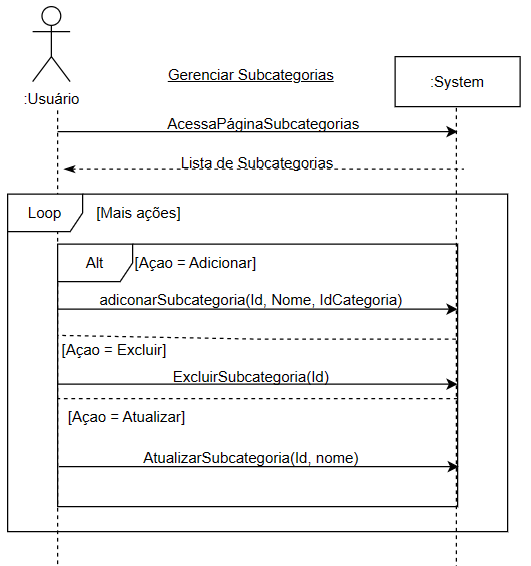 Gerenciar Subcategorias
:Usuário
:System
AcessaPáginaSubcategorias
Lista de Subcategorias
Loop
[Mais ações]
Alt
[Açao = Adicionar]
adiconarSubcategoria(Id, Nome, IdCategoria)
[Açao = Excluir]
ExcluirSubcategoria(Id)
[Açao = Atualizar]
AtualizarSubcategoria(Id, nome)